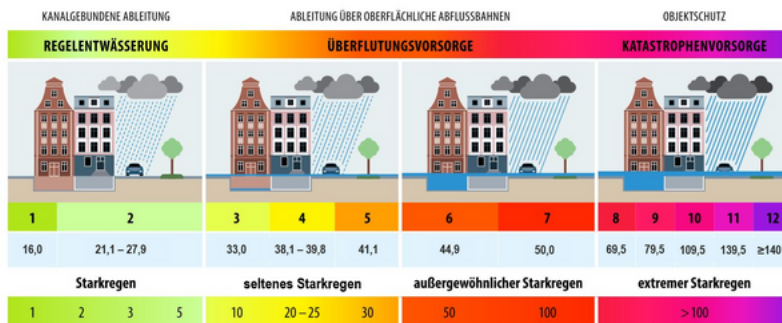 KANALGEBUNDENE ABLEITUNG ABLEITUNG ÜBER OBERFLÄCHLICHE ABFLUSSBAHNEN OBJEKTSCHUTZ
REGELENTWÄSSERUNG ÜBERFLUTUNGSVORSORGE KATASTROPHENVORSORGE
1 2 3 4 5 6 7 8 9 10 11 12
16,0 21,1 – 27,9 33,0 38,1 – 39,8 41,1 44,9 50,0 69,5 79,5 109,5 139,5 ≥140
Starkregen seltenes Starkregen außergewöhnlicher Starkregen extremer Starkregen
1 2 3 5 10 20 – 25 30 50 100 >100